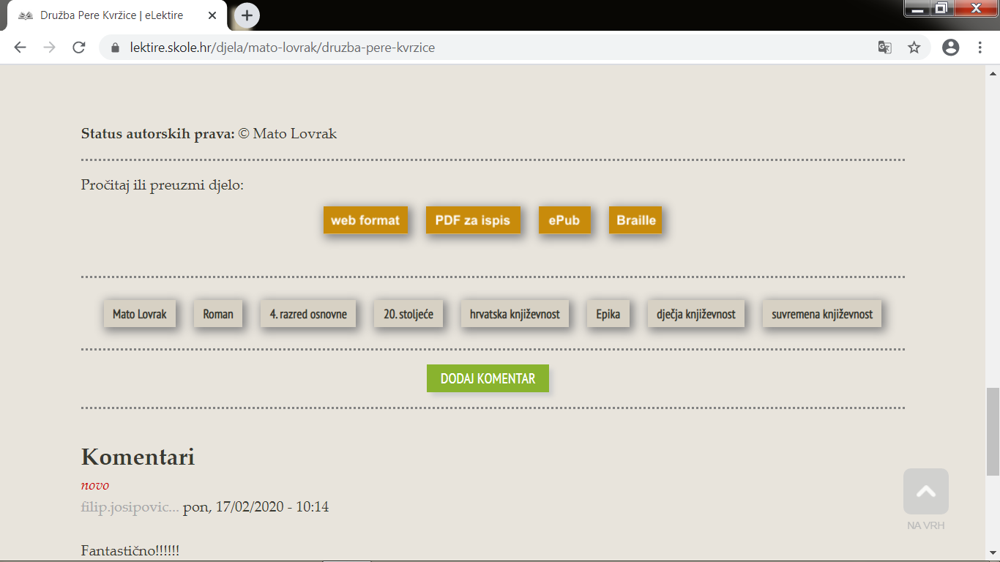 Družba Pere Kvržice | eLektire
lektire.skole.hr/djela/mato-lovrak/druzba-pere-kvrzice
Status autorskih prava: © Mato Lovrak
Pročitaj ili preuzmi djelo:
web format PDF za ispis ePub Braille
Mato Lovrak Roman 4. razred osnovne 20. stoljeće hrvatska književnost Epika dječja književnost suvremena književnost
DODAJ KOMENTAR
Komentari
novo
filip.josipovic... pon, 17/02/2020 - 10:14
NA VRH
Fantastično!!!!!!